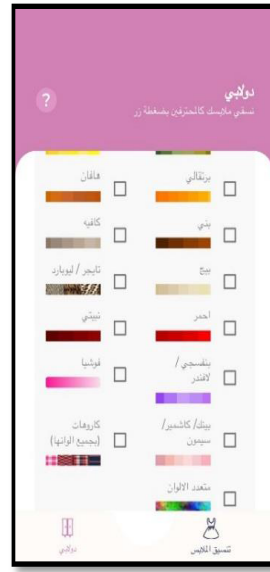 دولابي
نسقي ملابسك كالمحترفين بضغطة زر
?
برتقالي
هافان
بني
كافيه
بيج
تايجر / ليوبارد
احمر
نبيتي
بنفسجي /
لافندر
فوشيا
بينك/ كاشمير/
سيمون
كاروهات
(بجميع الوانها)
متعدد الالوان
تنسيق الملابس
دولابي